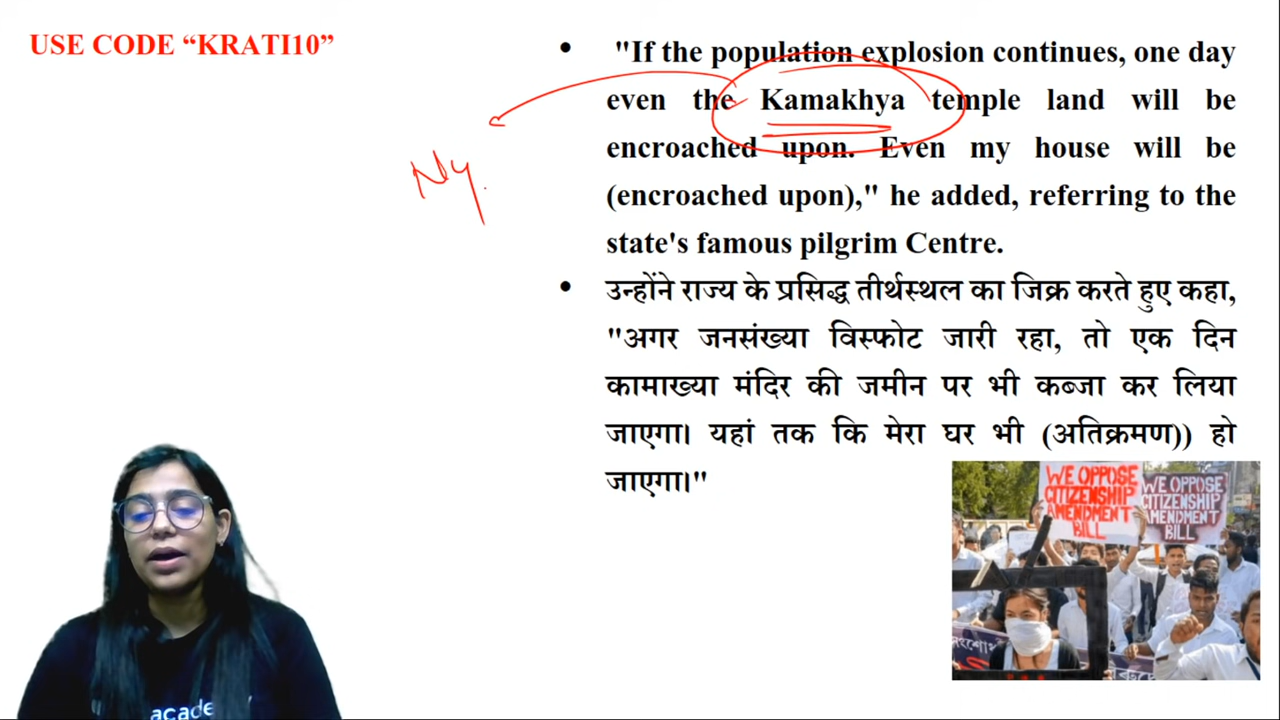 USE CODE “KRATI10”
• "If the population explosion continues, one day
even the Kamakhya temple land will be
encroached upon. Even my house will be
(encroached upon)," he added, referring to the
state's famous pilgrim Centre.
• उन्होंने राज्य के प्रसिद्ध तीर्थस्थल का जिक्र करते हुए कहा,
"अगर जनसंख्या विस्फोट जारी रहा, तो एक दिन
कामाख्या मंदिर की जमीन पर भी कब्जा कर लिया
जाएगा। यहां तक कि मेरा घर भी (अतिक्रमण)) हो
जाएगा।"
Ny.
WE OPPOSE
CITIZENSHIP
AMENDMENT
BILL
WE OPPOSE
CITIZENSHIP
AMENDMENT
BILL
acade